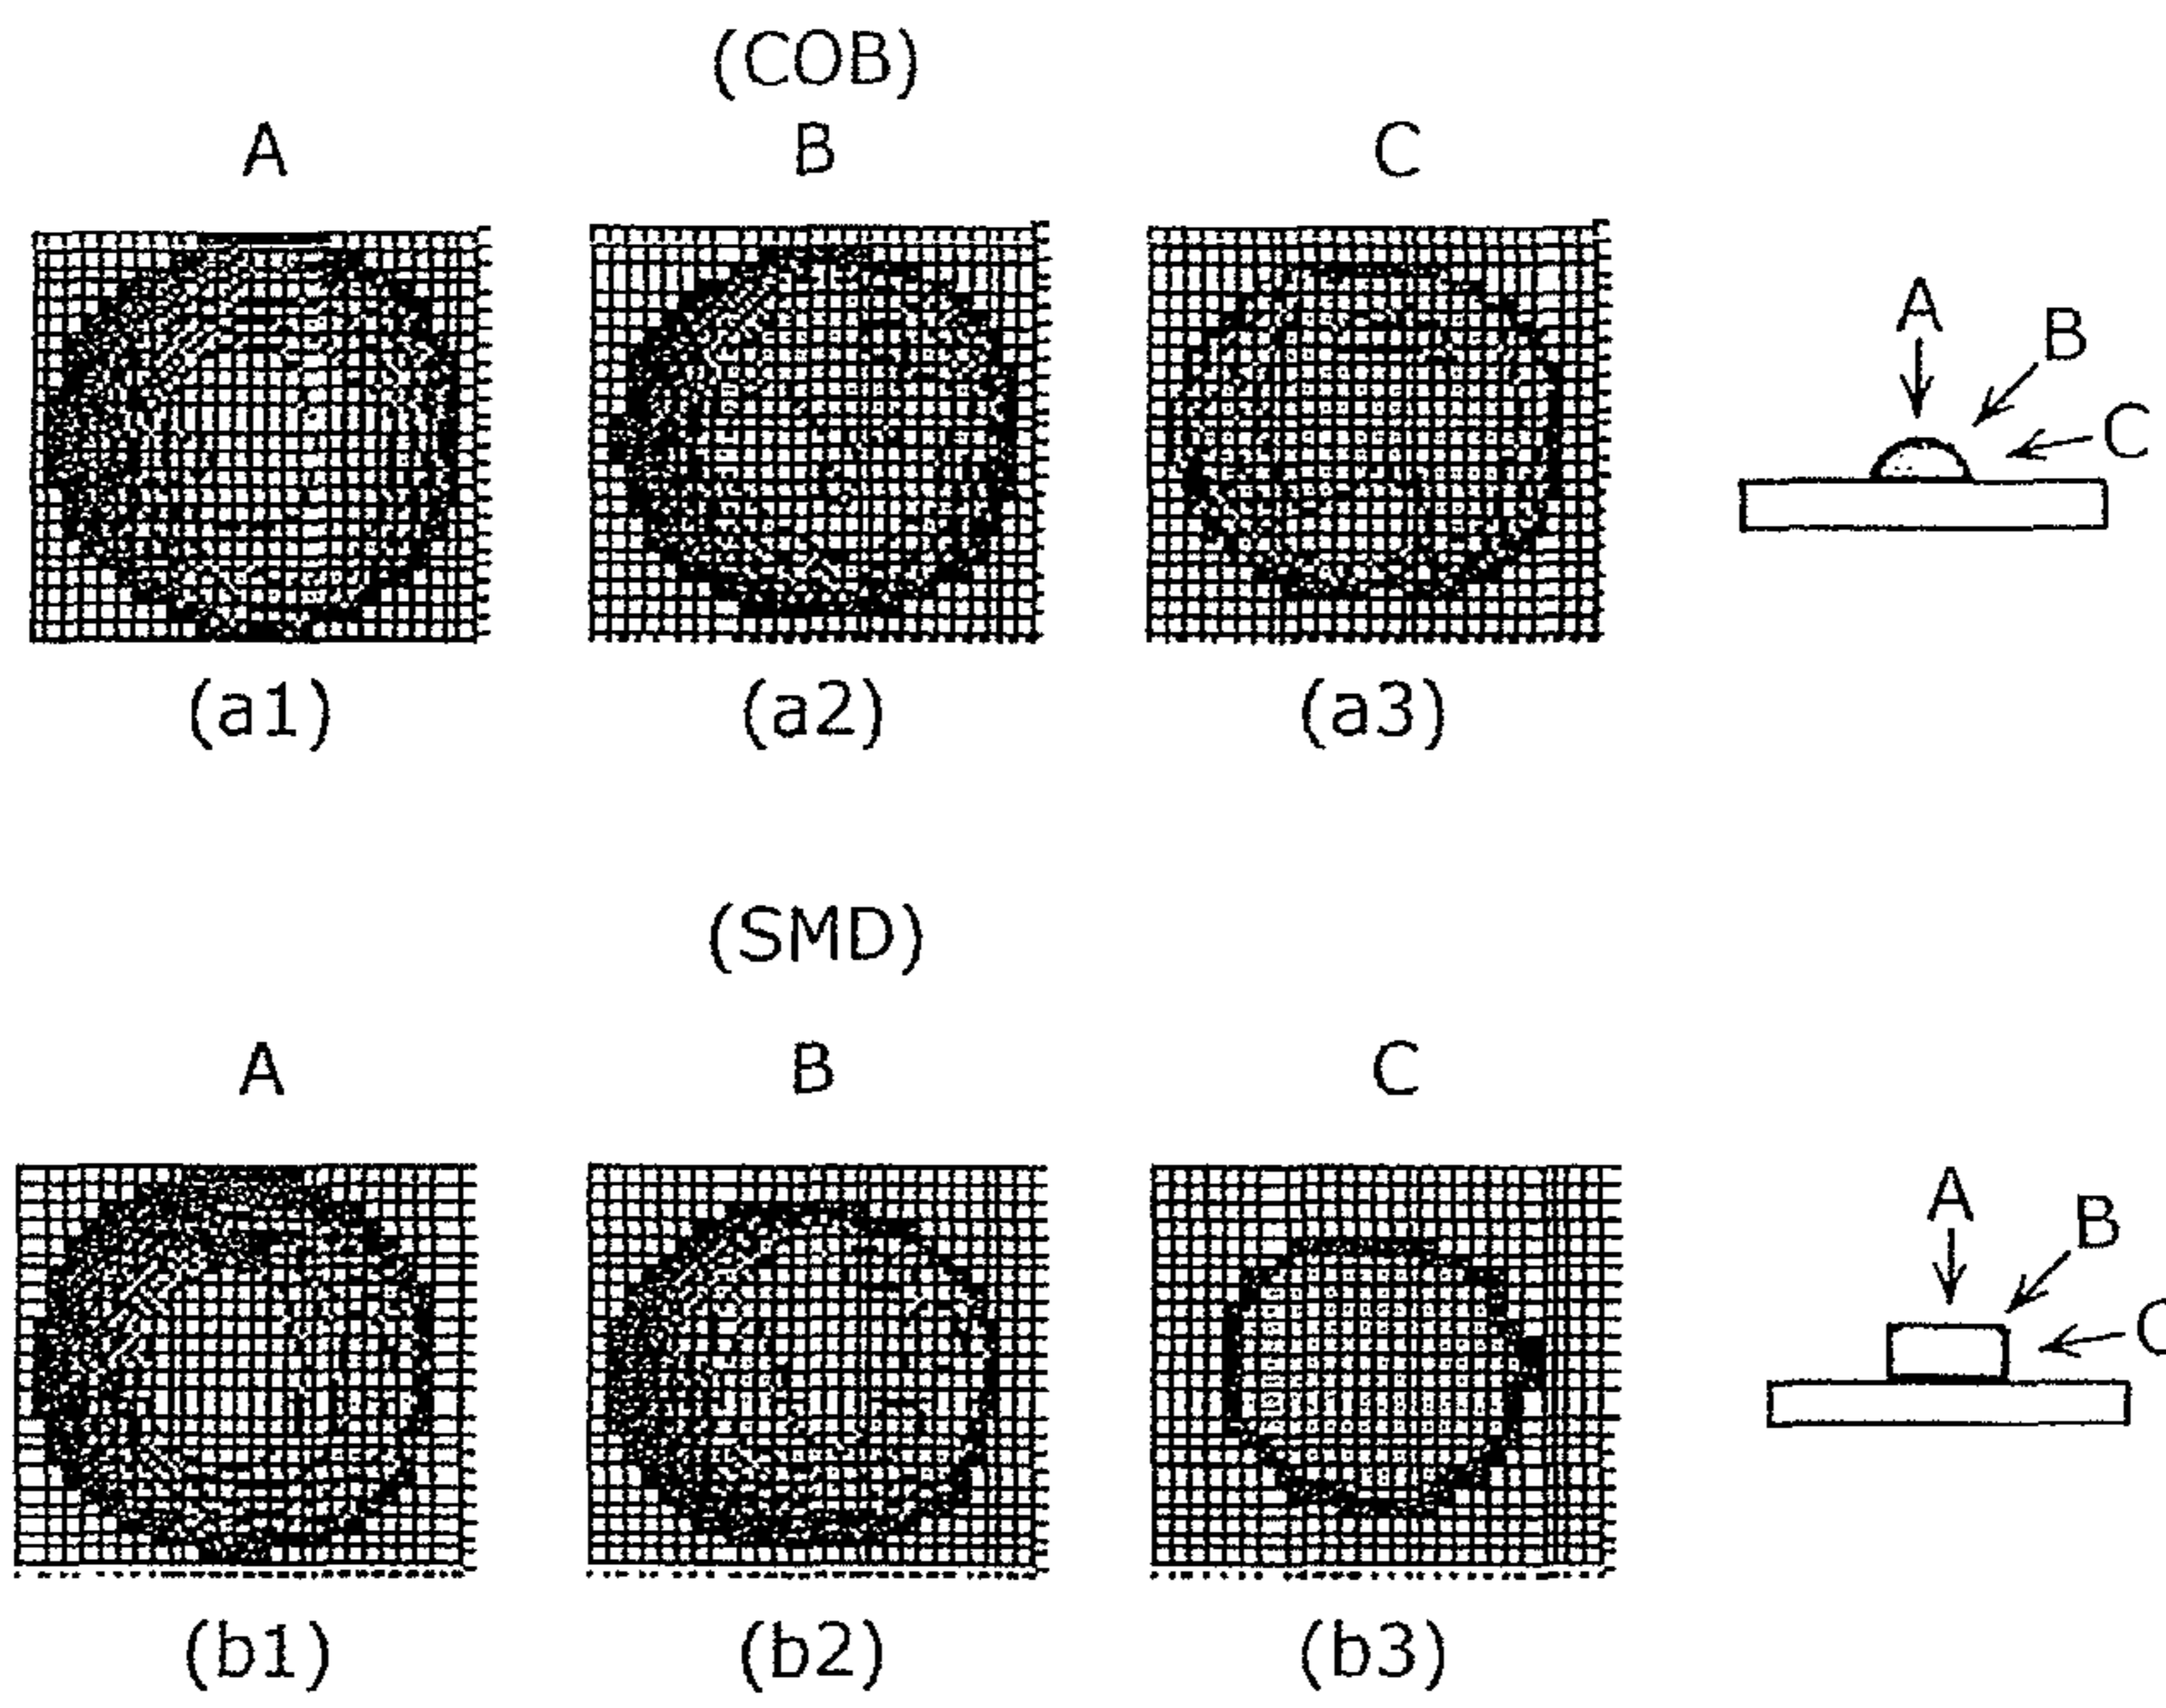 (COB)
A B C
A
B
C
(a1) (a2) (a3)
(SMD)
A B C
A
B
C
(b1) (b2) (b3)